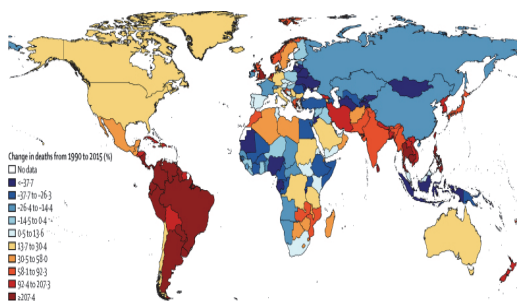 Change in deaths from 1990 to 2015 (%)
No data
<-37·7
-37·7 to -26·3
-26·4 to -14·4
-14·5 to 0·4
0·5 to 13·6
13·7 to 30·4
30·5 to 58·0
58·1 to 92·3
92·4 to 207·3
≥207·4